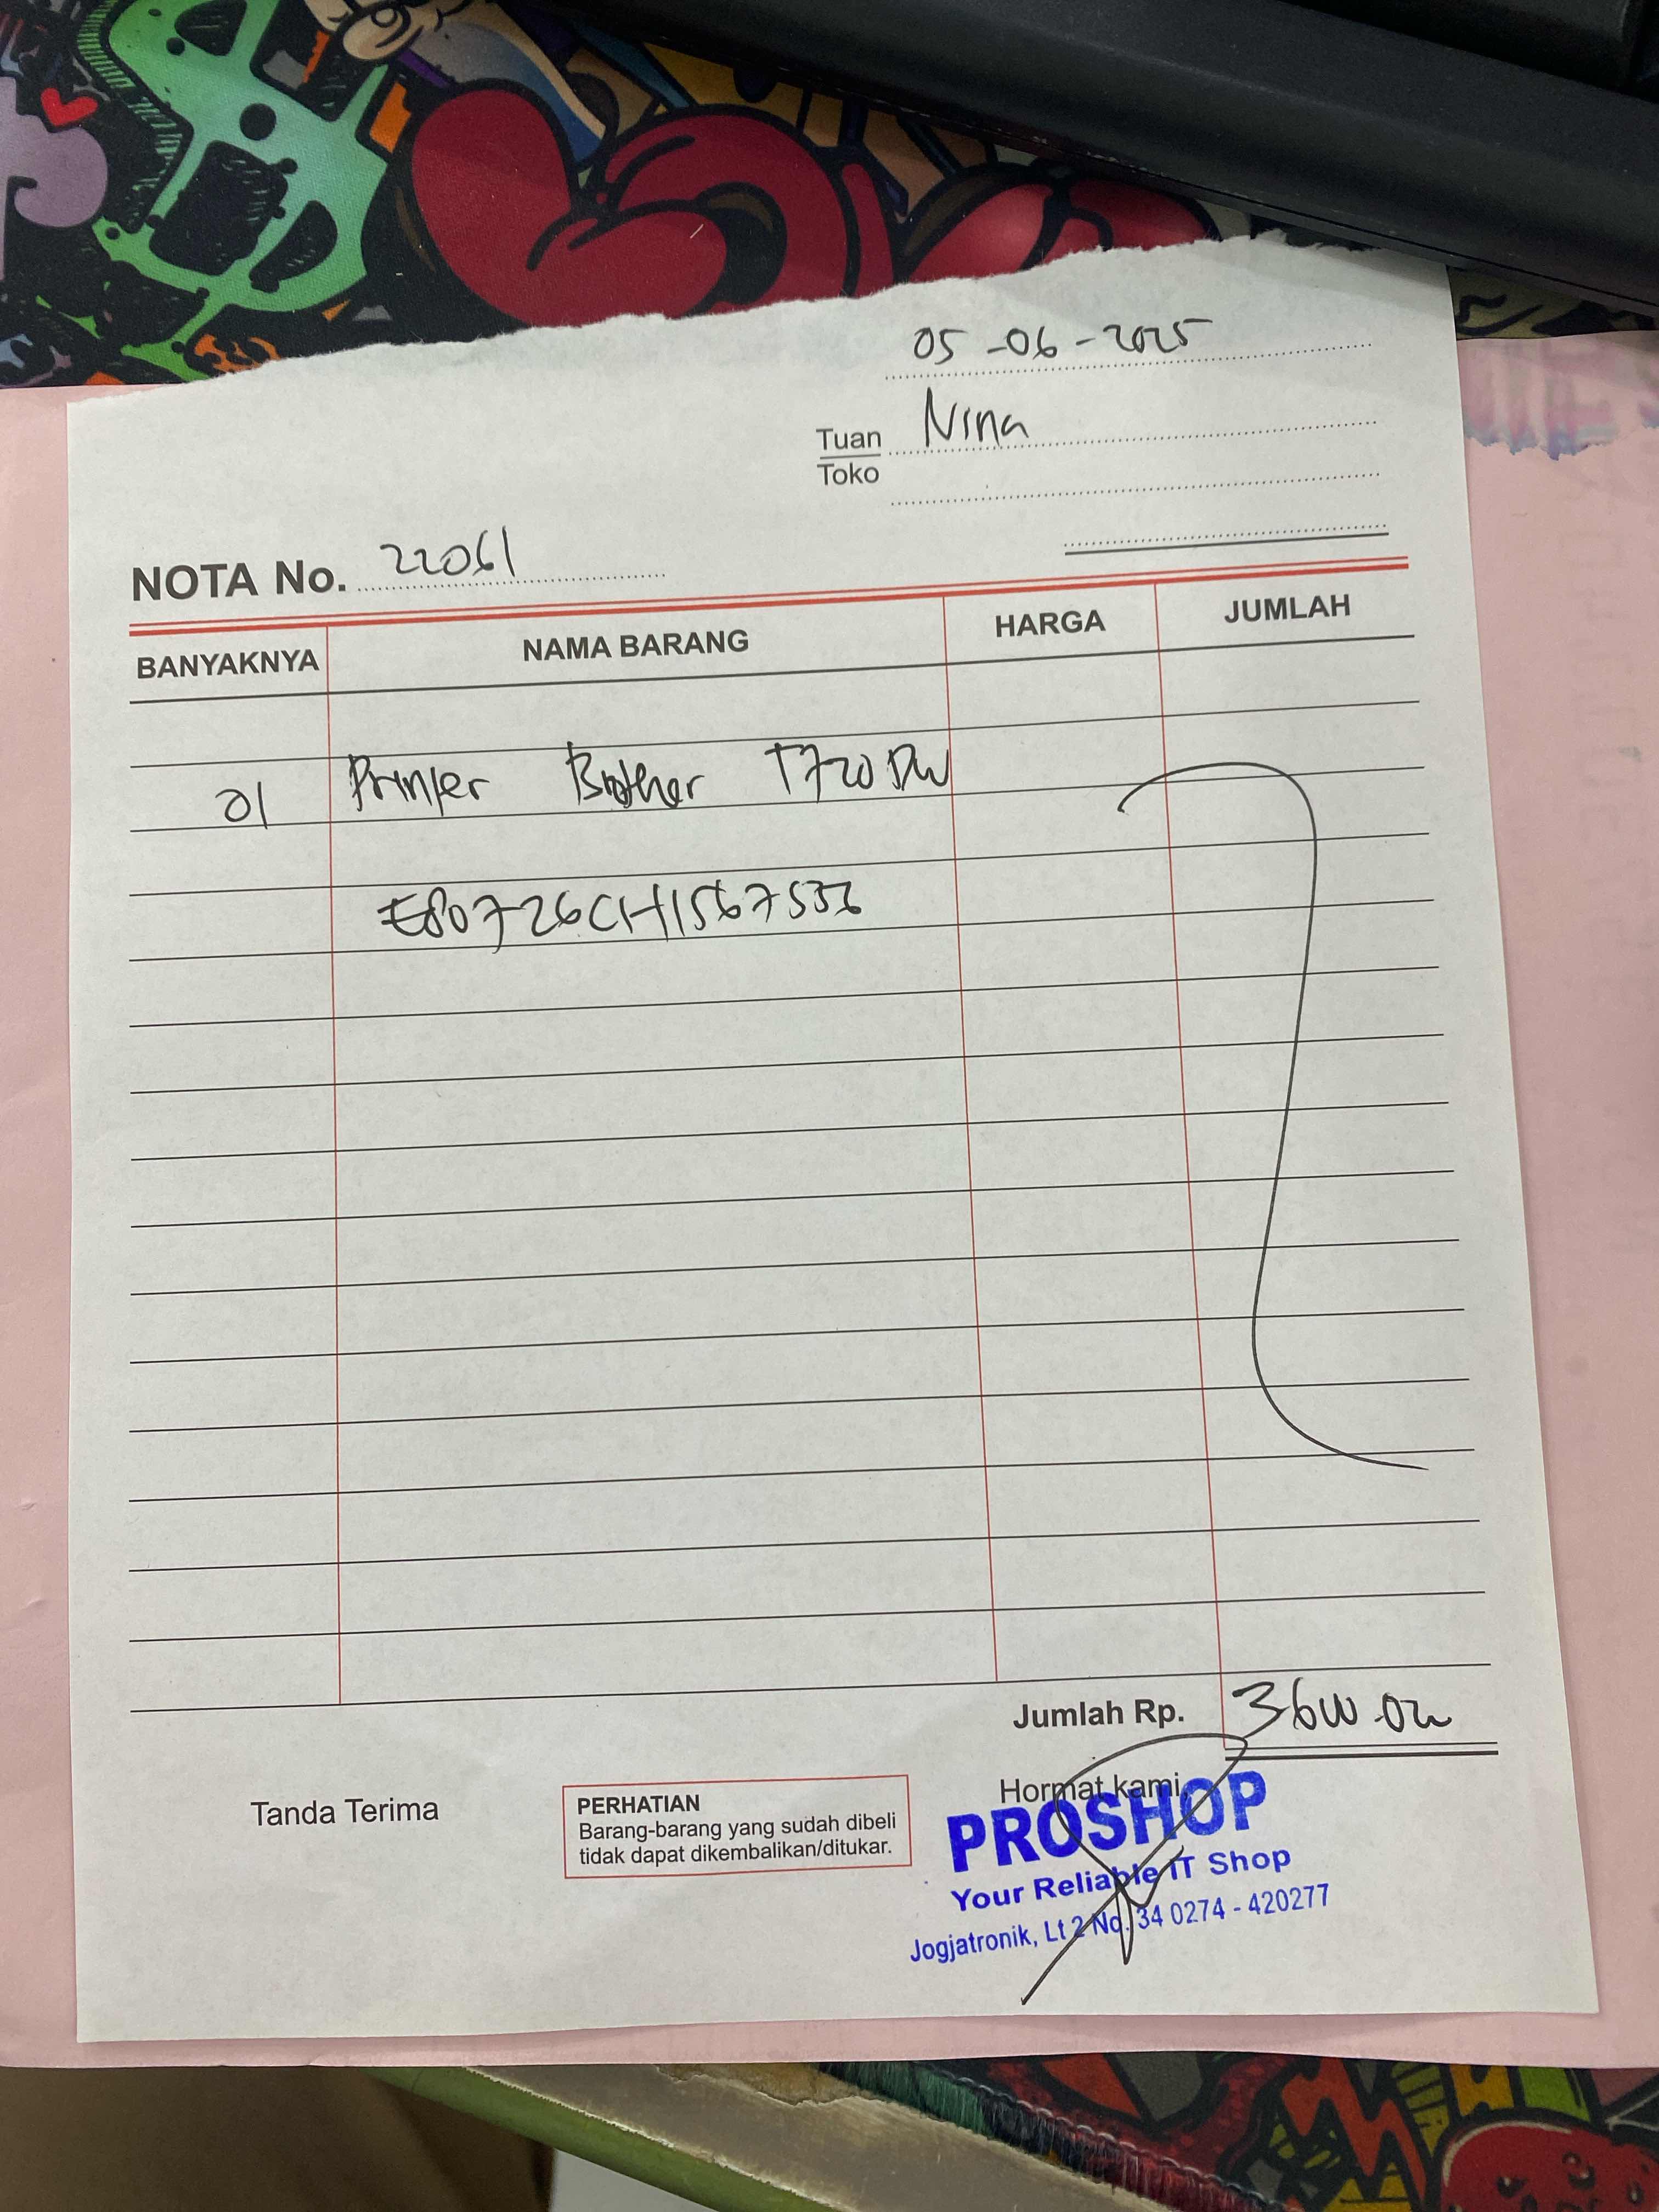 05-06-2025
Tuan Nina
Toko
NOTA No. 22061
BANYAKNYA NAMA BARANG HARGA JUMLAH
01 Printer Brother T720DW
E80726CH1567536
Jumlah Rp. 3600.000
Tanda Terima
PERHATIAN
Barang-barang yang sudah dibeli
tidak dapat dikembalikan/ditukar.
Hormat kami,
PROSHOP
Your Reliable IT Shop
Jogjatronik, Lt 2 No. 34 0274 - 420277